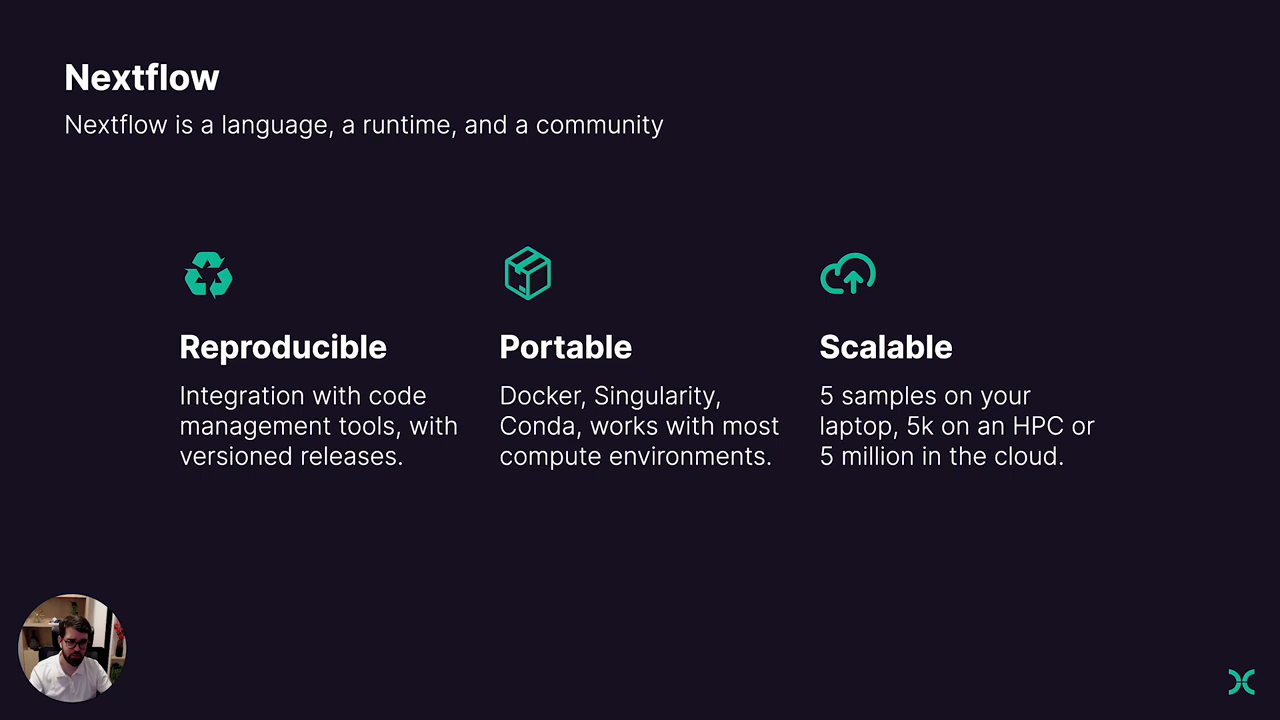 Nextflow
Nextflow is a language, a runtime, and a community
Reproducible
Integration with code
management tools, with
versioned releases.
Portable
Docker, Singularity,
Conda, works with most
compute environments.
Scalable
5 samples on your
laptop, 5k on an HPC or
5 million in the cloud.